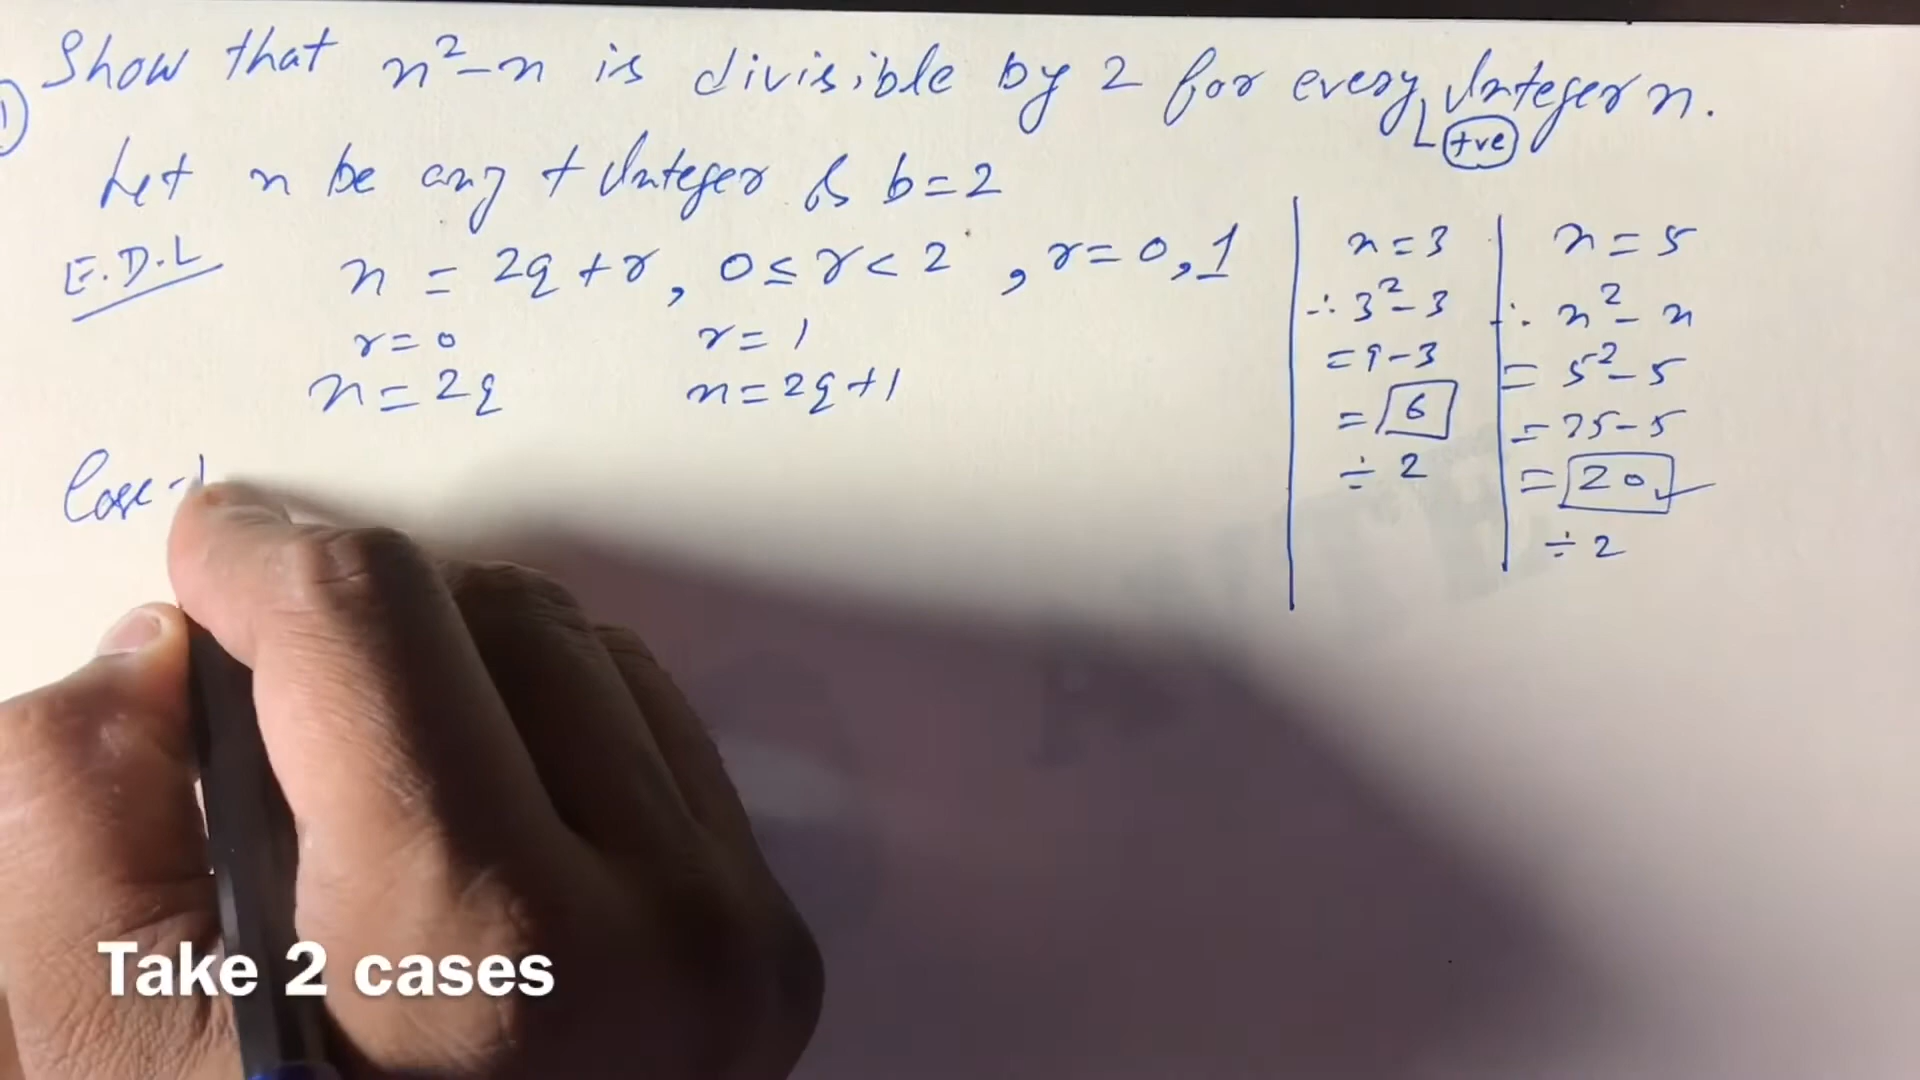 ① Show that n²-n is divisible by 2 for every +ve Integer n.
Let n be any + Integer & b=2
E.D.L n = 2q+r, 0≤r<2, r=0,1
r=0 r=1
n=2q n=2q+1
Case-1
n=3
∴ 3²-3
=9-3
= 6
÷ 2
n=5
∴ n²-n
= 5²-5
= 25-5
= 20 ✓
÷ 2
Take 2 cases